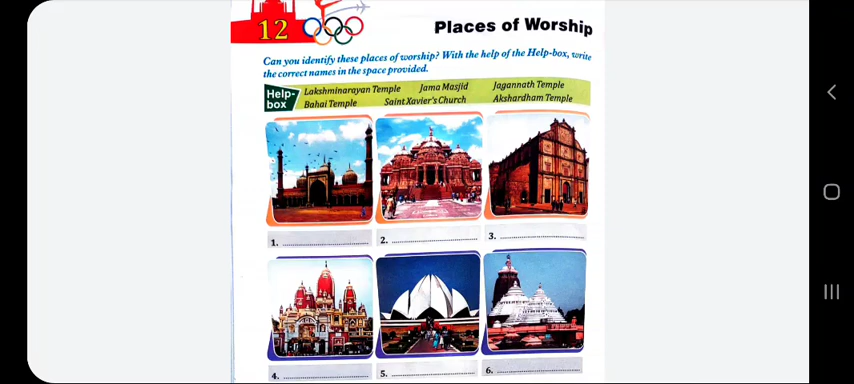 12
Places of Worship
Can you identify these places of worship? With the help of the Help-box, write
the correct names in the space provided.
Help-
box
Lakshminarayan Temple Jama Masjid Jagannath Temple
Bahai Temple Saint Xavier's Church Akshardham Temple
1. 2. 3.
4. 5. 6.